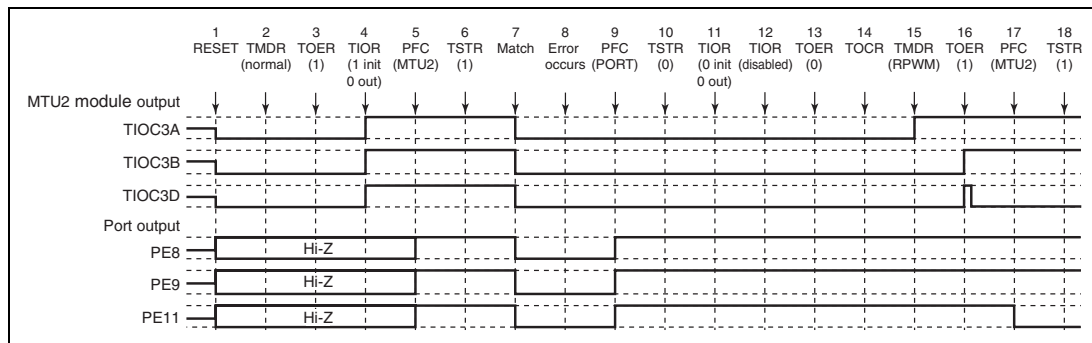 1 2 3 4 5 6 7 8 9 10 11 12 13 14 15 16 17 18
RESET TMDR TOER TIOR PFC TSTR Match Error PFC TSTR TIOR TIOR TOER TOCR TMDR TOER PFC TSTR
(normal) (1) (1 init (MTU2) (1) occurs (PORT) (0) (0 init (disabled) (0) (RPWM) (1) (MTU2) (1)
0 out) 0 out)
MTU2 module output
TIOC3A
TIOC3B
TIOC3D
Port output
PE8 Hi-Z
PE9 Hi-Z
PE11 Hi-Z